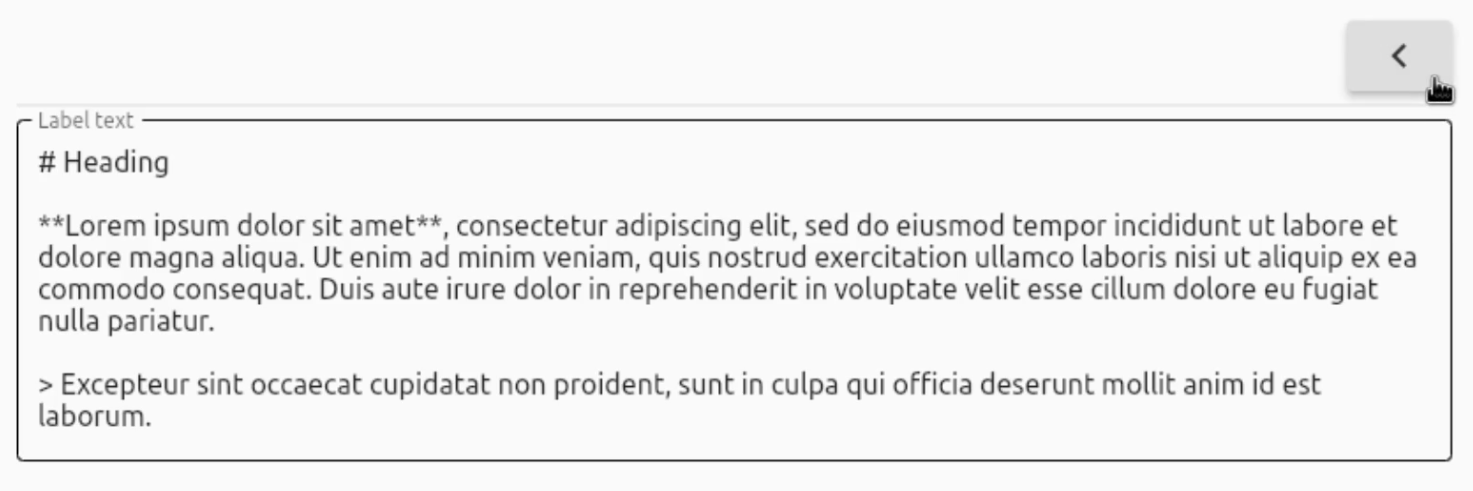 Label text
# Heading
**Lorem ipsum dolor sit amet**, consectetur adipiscing elit, sed do eiusmod tempor incididunt ut labore et
dolore magna aliqua. Ut enim ad minim veniam, quis nostrud exercitation ullamco laboris nisi ut aliquip ex ea
commodo consequat. Duis aute irure dolor in reprehenderit in voluptate velit esse cillum dolore eu fugiat
nulla pariatur.
> Excepteur sint occaecat cupidatat non proident, sunt in culpa qui officia deserunt mollit anim id est
laborum.